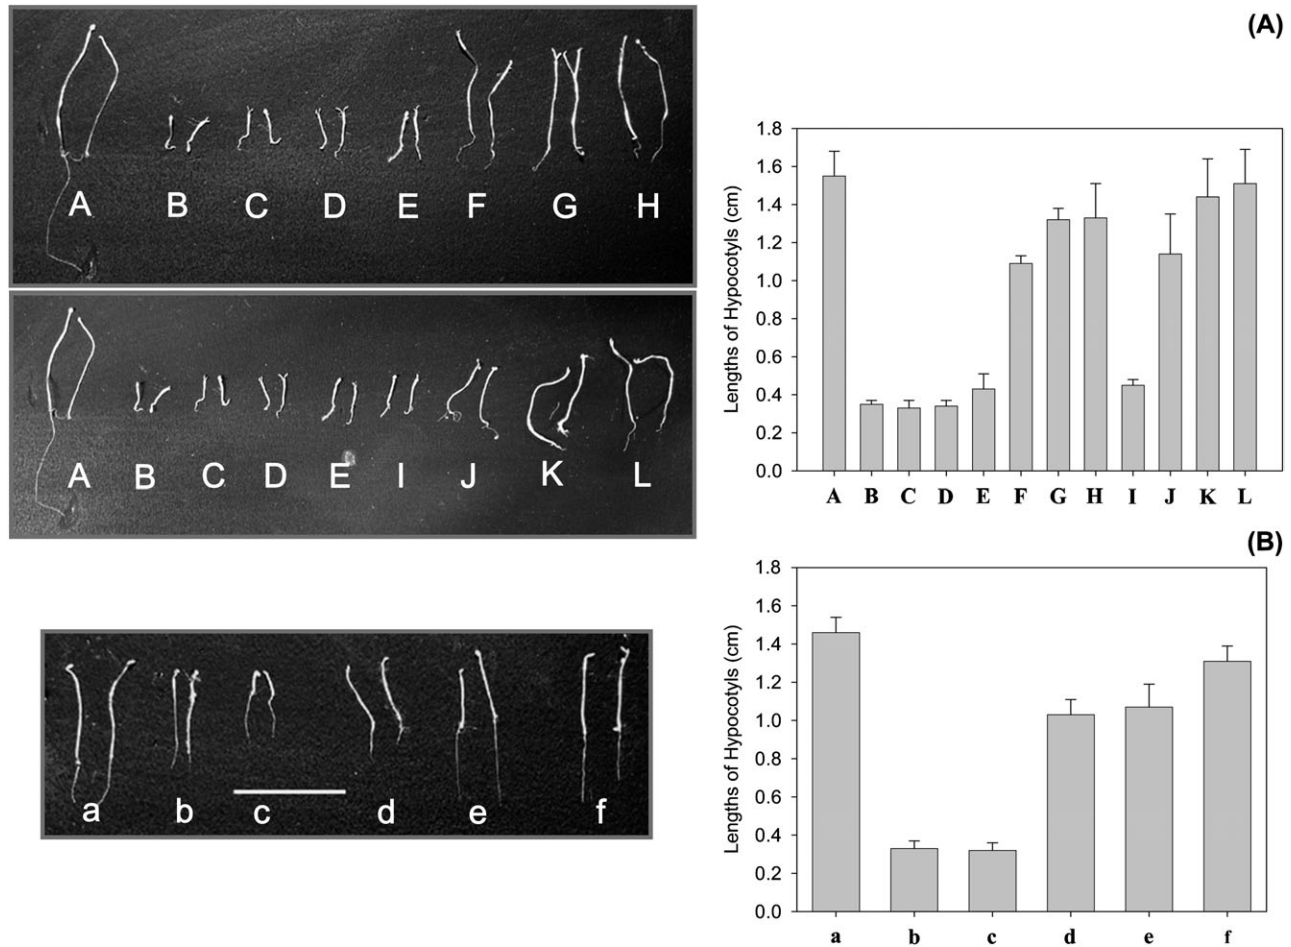 (A)
A B C D E F G H
A B C D E I J K L
Lengths of Hypocotyls (cm)
1.8
1.6
1.4
1.2
1.0
0.8
0.6
0.4
0.2
0.0
A B C D E F G H I J K L
(B)
a b c d e f
Lengths of Hypocotyls (cm)
1.8
1.6
1.4
1.2
1.0
0.8
0.6
0.4
0.2
0.0
a b c d e f